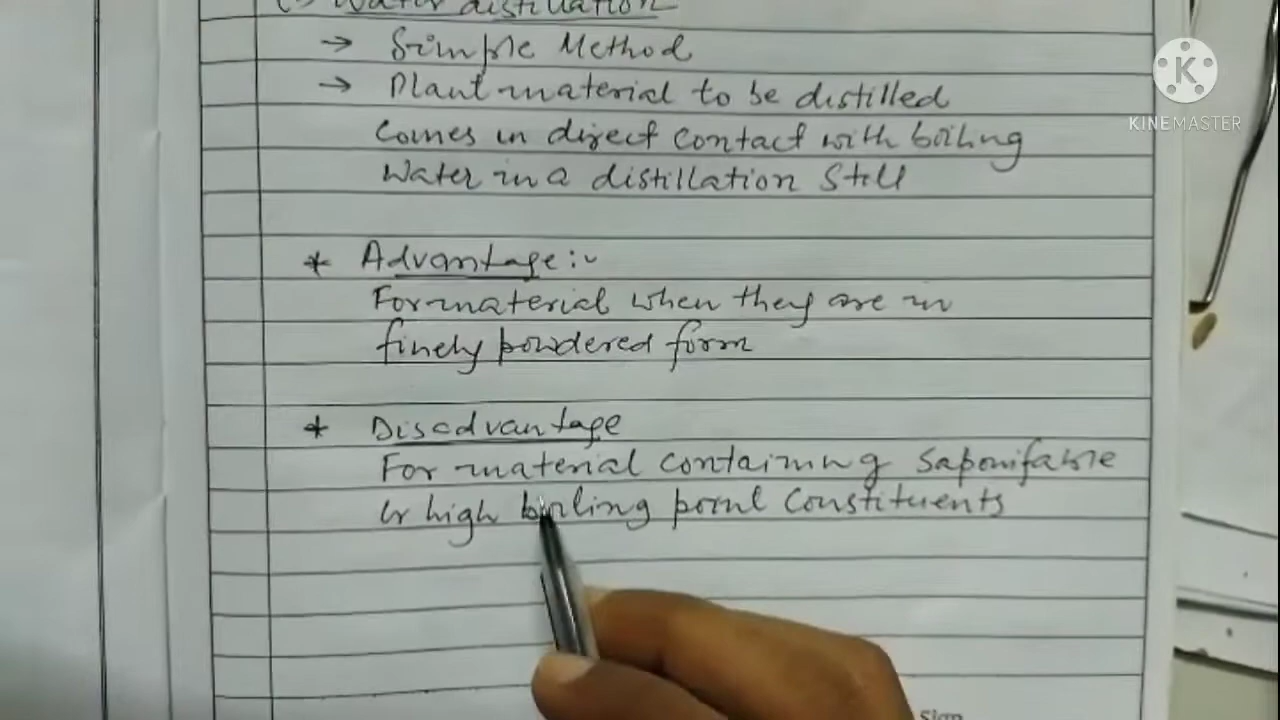 Water distillation
→ Simple Method
→ Plant material to be distilled
Comes in direct contact with boiling
Water in a distillation Still
* Advantage:-
For material when they are in
finely powdered form
* Disadvantage
For material containing saponifable
or high boiling point Constituents
Sign
K
KINEMASTER